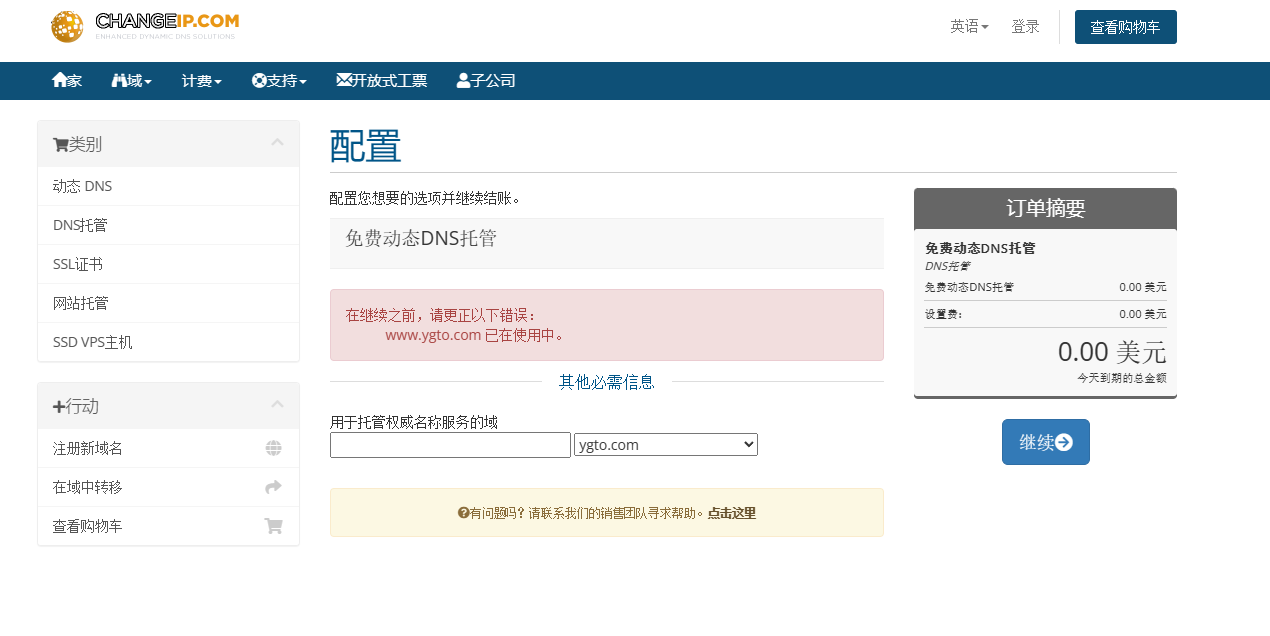 CHANGEIP.COM
ENHANCED DYNAMIC DNS SOLUTIONS
英语
登录
查看购物车
家
域
计费
支持
开放式工票
子公司
类别
动态 DNS
DNS托管
SSL证书
网站托管
SSD VPS主机
行动
注册新域名
在域中转移
查看购物车
配置
配置您想要的选项并继续结账。
免费动态DNS托管
在继续之前，请更正以下错误：
www.ygto.com 已在使用中。
其他必需信息
用于托管权威名称服务的域
ygto.com
有问题吗？请联系我们的销售团队寻求帮助。点击这里
订单摘要
免费动态DNS托管
DNS托管
免费动态DNS托管 0.00 美元
设置费： 0.00 美元
0.00 美元
今天到期的总金额
继续